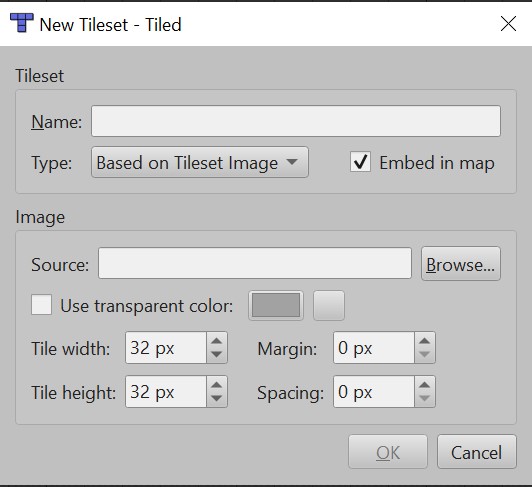 New Tileset - Tiled
Tileset
Name:
Type: Based on Tileset Image Embed in map
Image
Source: Browse...
Use transparent color:
Tile width: 32 px Margin: 0 px
Tile height: 32 px Spacing: 0 px
OK Cancel